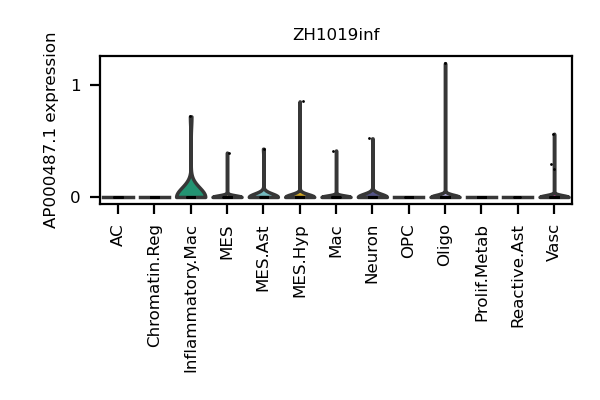 ZH1019inf
AP000487.1 expression
1
0
AC
Chromatin.Reg
Inflammatory.Mac
MES
MES.Ast
MES.Hyp
Mac
Neuron
OPC
Oligo
Prolif.Metab
Reactive.Ast
Vasc